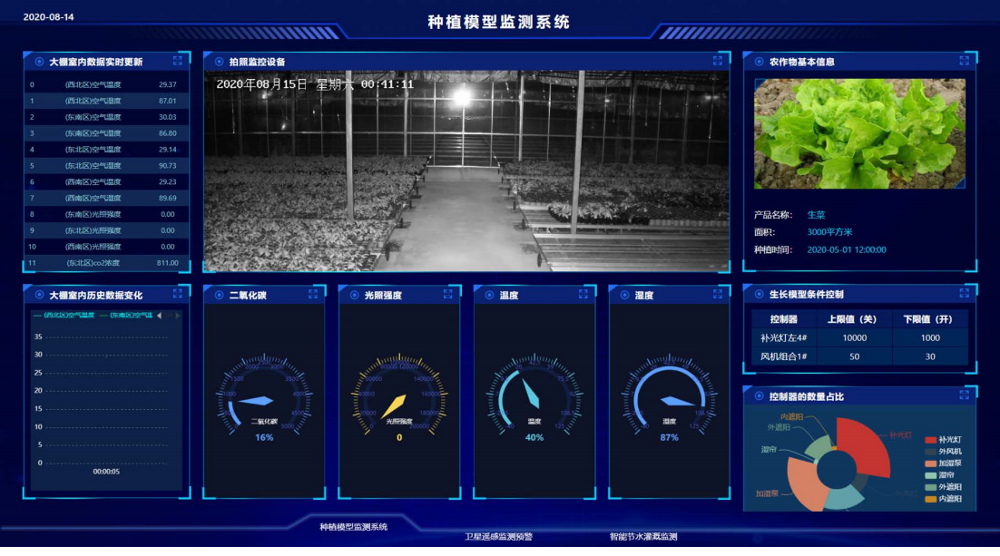 2020-08-14
种植模型监测系统
大棚室内数据实时更新
0 (西北区)空气温度 29.37
1 (西北区)空气湿度 87.01
2 (东南区)空气温度 30.03
3 (东南区)空气湿度 86.80
4 (东北区)空气温度 29.14
5 (东北区)空气湿度 90.73
6 (西南区)空气温度 29.23
7 (西南区)空气湿度 89.69
8 (东南区)光照强度 0.00
9 (东北区)光照强度 0.00
10 (西南区)光照强度 0.00
11 (东北区)co2浓度 811.00
拍照监控设备
2020年08月15日 星期六 00:41:11
农作物基本信息
产品名称： 生菜
面积： 3000平方米
种植时间： 2020-05-01 12:00:00
大棚室内历史数据变化
(西北区)空气温度 (东南区)空气温
35
30
25
20
15
10
5
0
00:00:05
二氧化碳
二氧化碳
16%
光照强度
光照强度
0
温度
温度
40%
湿度
湿度
87%
生长模型条件控制
控制器 上限值（关） 下限值（开）
补光灯左4# 10000 1000
风机组合1# 50 30
控制器的数量占比
内遮阳
外遮阳
湿帘
加湿泵
补光灯
补光灯
外风机
加湿泵
湿帘
外遮阳
内遮阳
种植模型监测系统
卫星遥感监测预警
智能节水灌溉监测